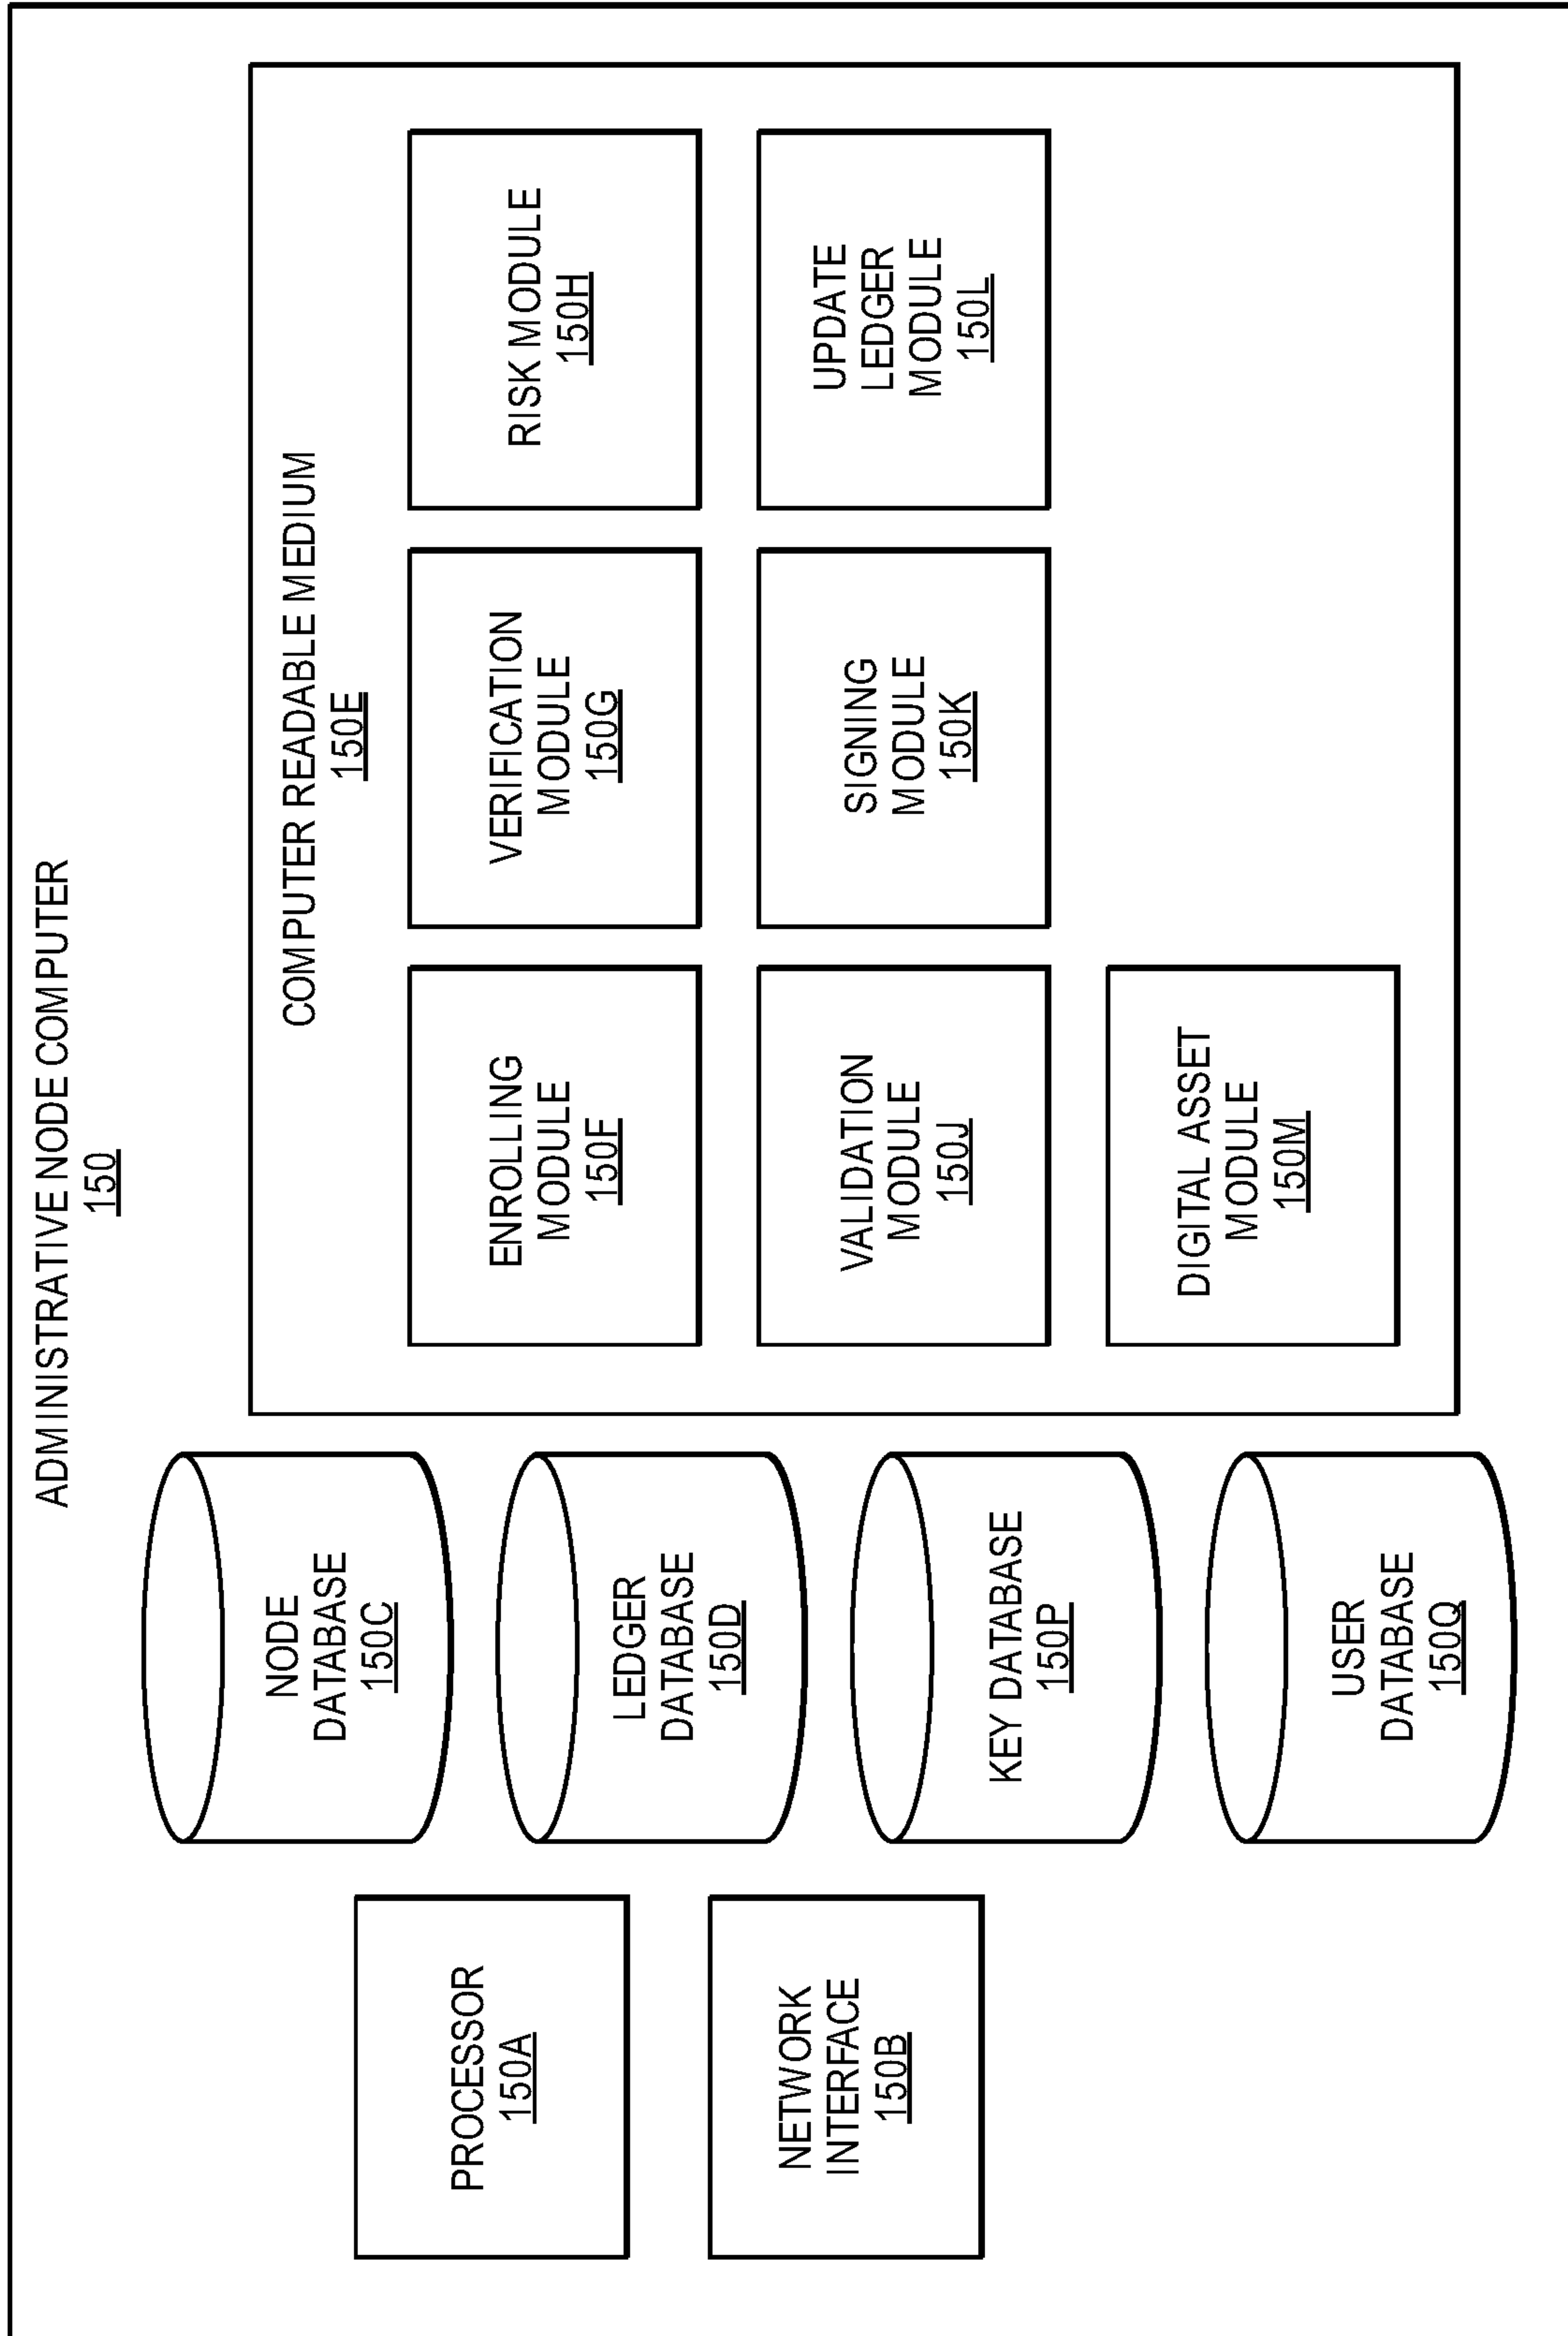 ADMINISTRATIVE NODE COMPUTER
150
PROCESSOR
150A
NETWORK
INTERFACE
150B
NODE
DATABASE
150C
LEDGER
DATABASE
150D
KEY DATABASE
150P
USER
DATABASE
150Q
COMPUTER READABLE MEDIUM
150E
ENROLLING
MODULE
150F
VERIFICATION
MODULE
150G
RISK MODULE
150H
VALIDATION
MODULE
150J
SIGNING
MODULE
150K
UPDATE
LEDGER
MODULE
150L
DIGITAL ASSET
MODULE
150M